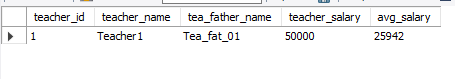 teacher_id teacher_name Tea_father_name teacher_salary avg_salary
1 Teacher1 Tea_fat_01 50000 25942